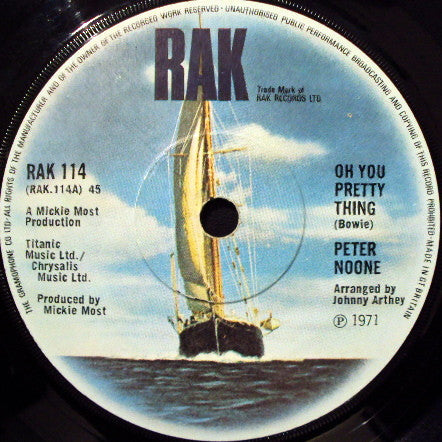 THE GRAMOPHONE CO LTD·ALL RIGHTS OF THE MANUFACTURER AND OF THE OWNER OF THE RECORDED WORK RESERVED·UNAUTHORISED PUBLIC PERFORMANCE BROADCASTING AND COPYING OF THIS RECORD PROHIBITED·MADE IN GT BRITAIN
RAK
Trade Mark of
RAK RECORDS LTD
RAK 114
(RAK.114A) 45
A Mickie Most
Production
Titanic
Music Ltd./
Chrysalis
Music Ltd.
Produced by
Mickie Most
OH YOU
PRETTY
THING
(Bowie)
PETER
NOONE
Arranged by
Johnny Arthey
℗ 1971